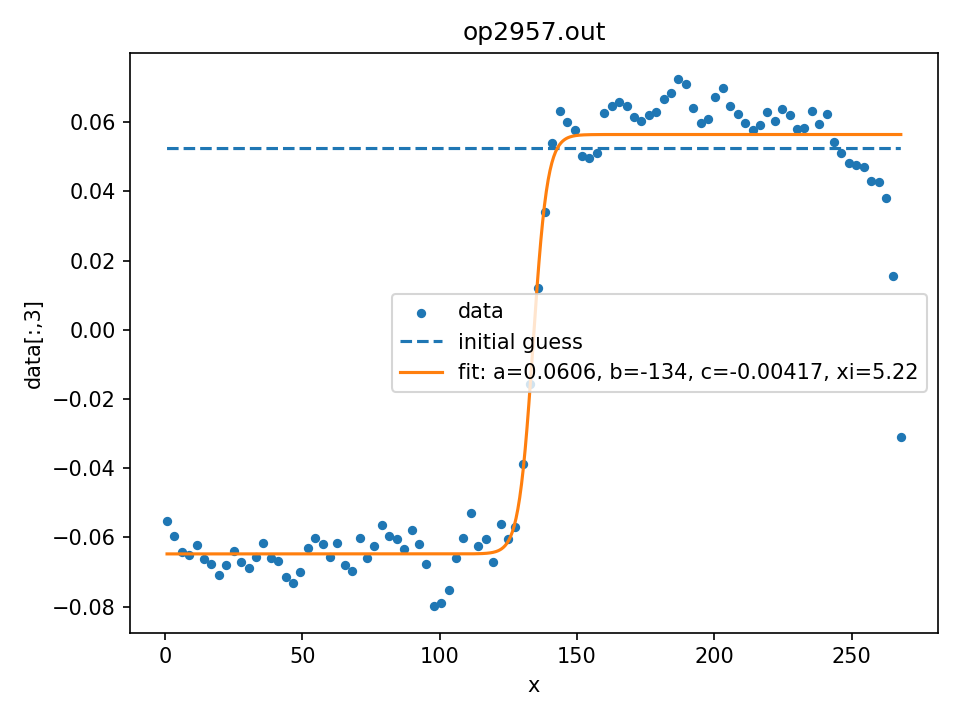 op2957.out
data[:,3]
0.06
0.04
0.02
0.00
−0.02
−0.04
−0.06
−0.08
data
initial guess
fit: a=0.0606, b=-134, c=-0.00417, xi=5.22
0 50 100 150 200 250
x